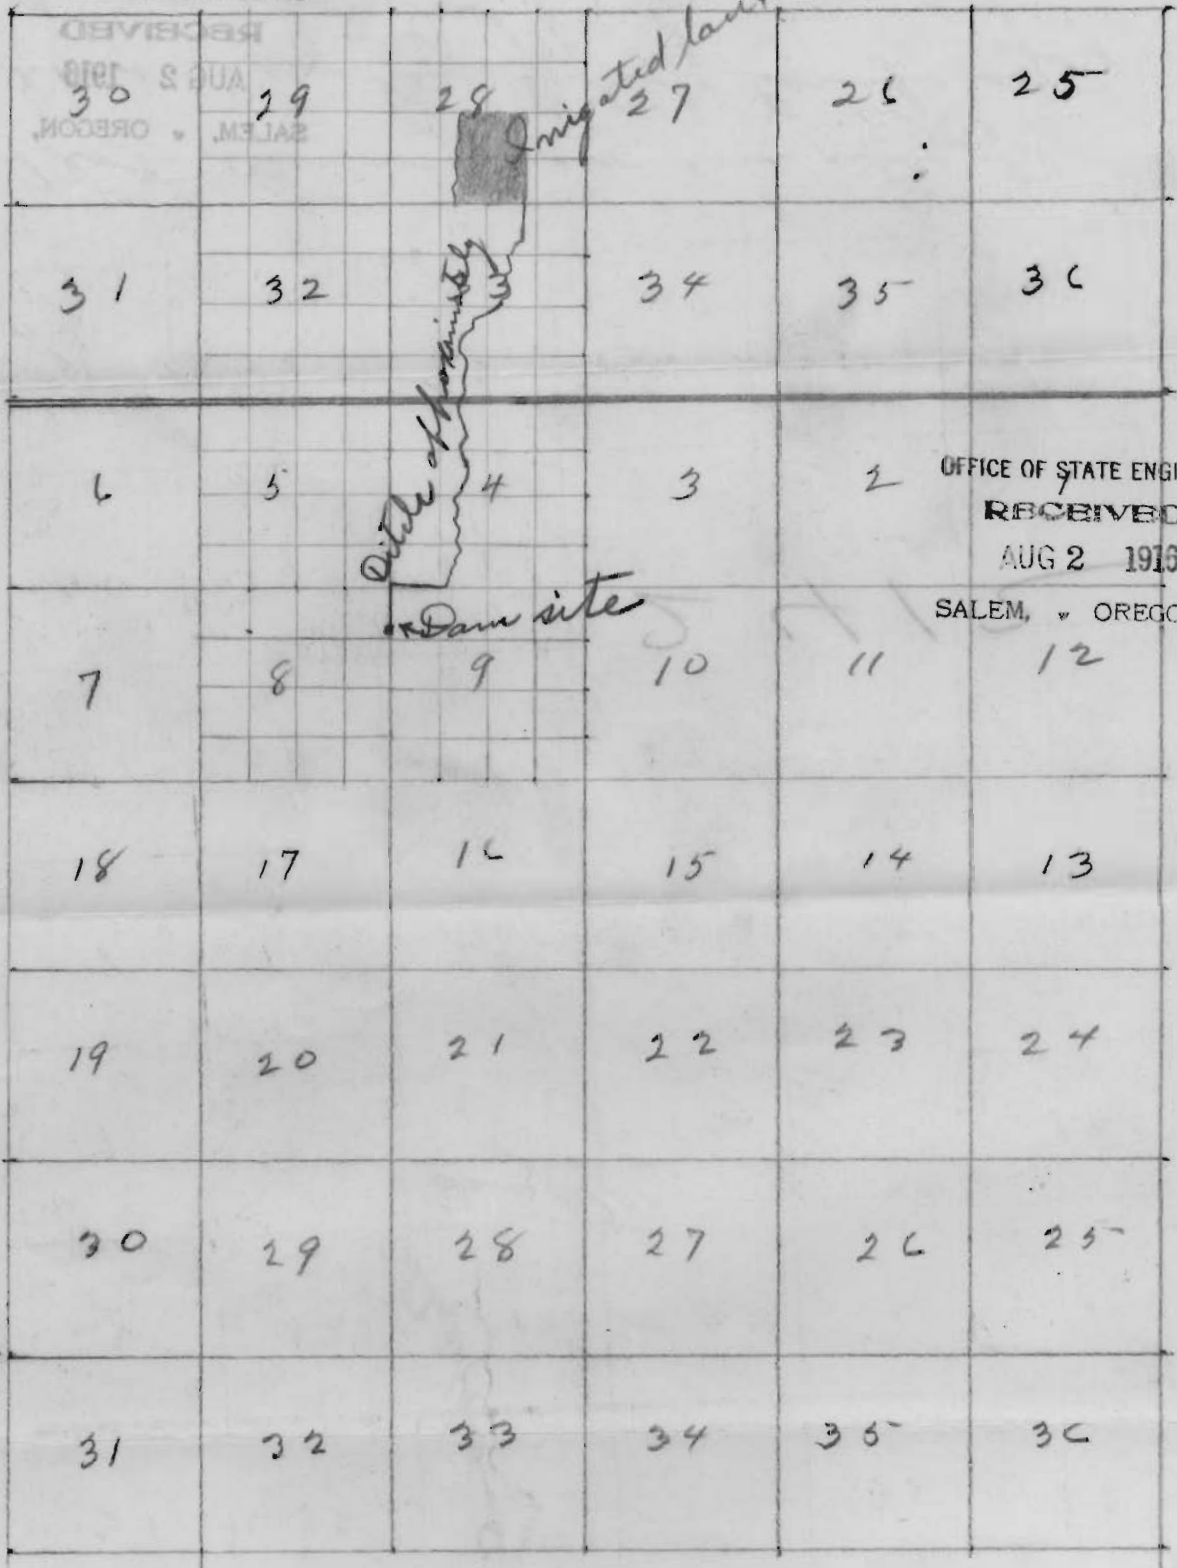 Irrigated
30 29 28 27 26 25
31 32 34 35 36
Ditch approximately
6 5 4 3 2 1
OFFICE OF STATE ENGI
RECEIVED
AUG 2 1916
SALEM, OREGO
Dam site
7 8 9 10 11 12
18 17 16 15 14 13
19 20 21 22 23 24
30 29 28 27 26 25
31 32 33 34 35 36
RECEIVED
AUG 2 1916
SALEM, OREGON,